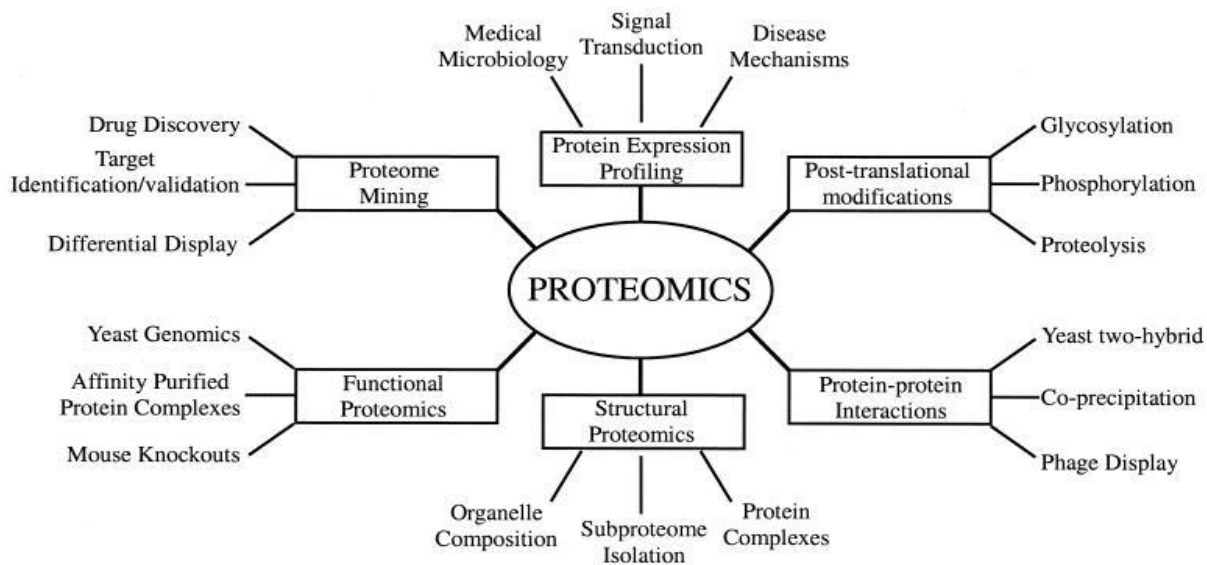 Medical
Microbiology
Signal
Transduction
Disease
Mechanisms
Protein Expression
Profiling
Drug Discovery
Target
Identification/validation
Differential Display
Proteome
Mining
Post-translational
modifications
Glycosylation
Phosphorylation
Proteolysis
PROTEOMICS
Yeast Genomics
Affinity Purified
Protein Complexes
Mouse Knockouts
Functional
Proteomics
Structural
Proteomics
Protein-protein
Interactions
Yeast two-hybrid
Co-precipitation
Phage Display
Organelle
Composition
Subproteome
Isolation
Protein
Complexes